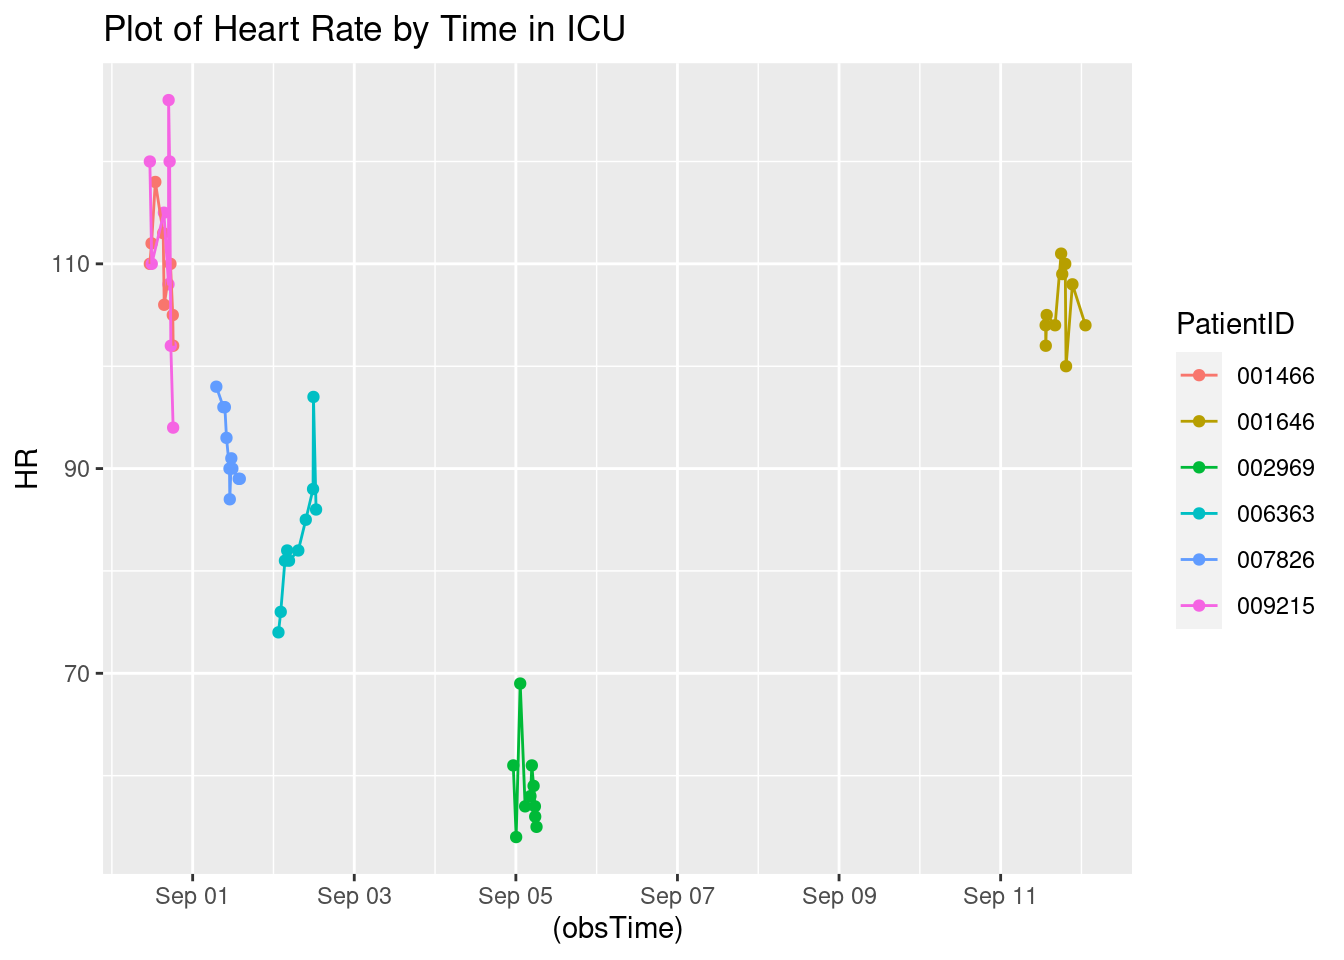 Plot of Heart Rate by Time in ICU
110
90
70
HR
Sep 01 Sep 03 Sep 05 Sep 07 Sep 09 Sep 11
(obsTime)
PatientID
001466
001646
002969
006363
007826
009215